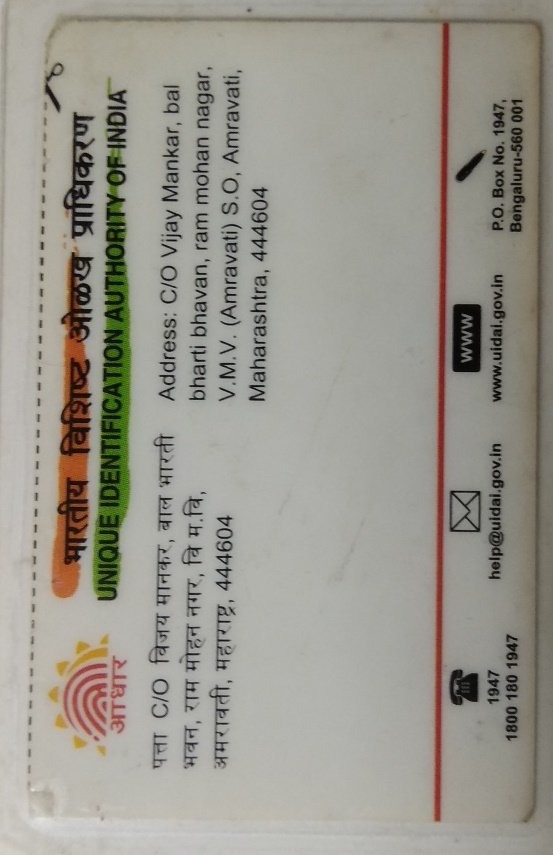 भारतीय विशिष्ट ओळख प्राधिकरण
UNIQUE IDENTIFICATION AUTHORITY OF INDIA
आधार
पत्ता C/O विजय मानकर, बाल भारती
भवन, राम मोहन नगर, वि म.वि,
अमरावती, महाराष्ट्र, 444604
Address: C/O Vijay Mankar, bal
bharti bhavan, ram mohan nagar,
V.M.V. (Amravati) S.O, Amravati,
Maharashtra, 444604
1947
1800 180 1947
help@uidai.gov.in
www
www.uidai.gov.in
P.O. Box No. 1947,
Bengaluru-560 001